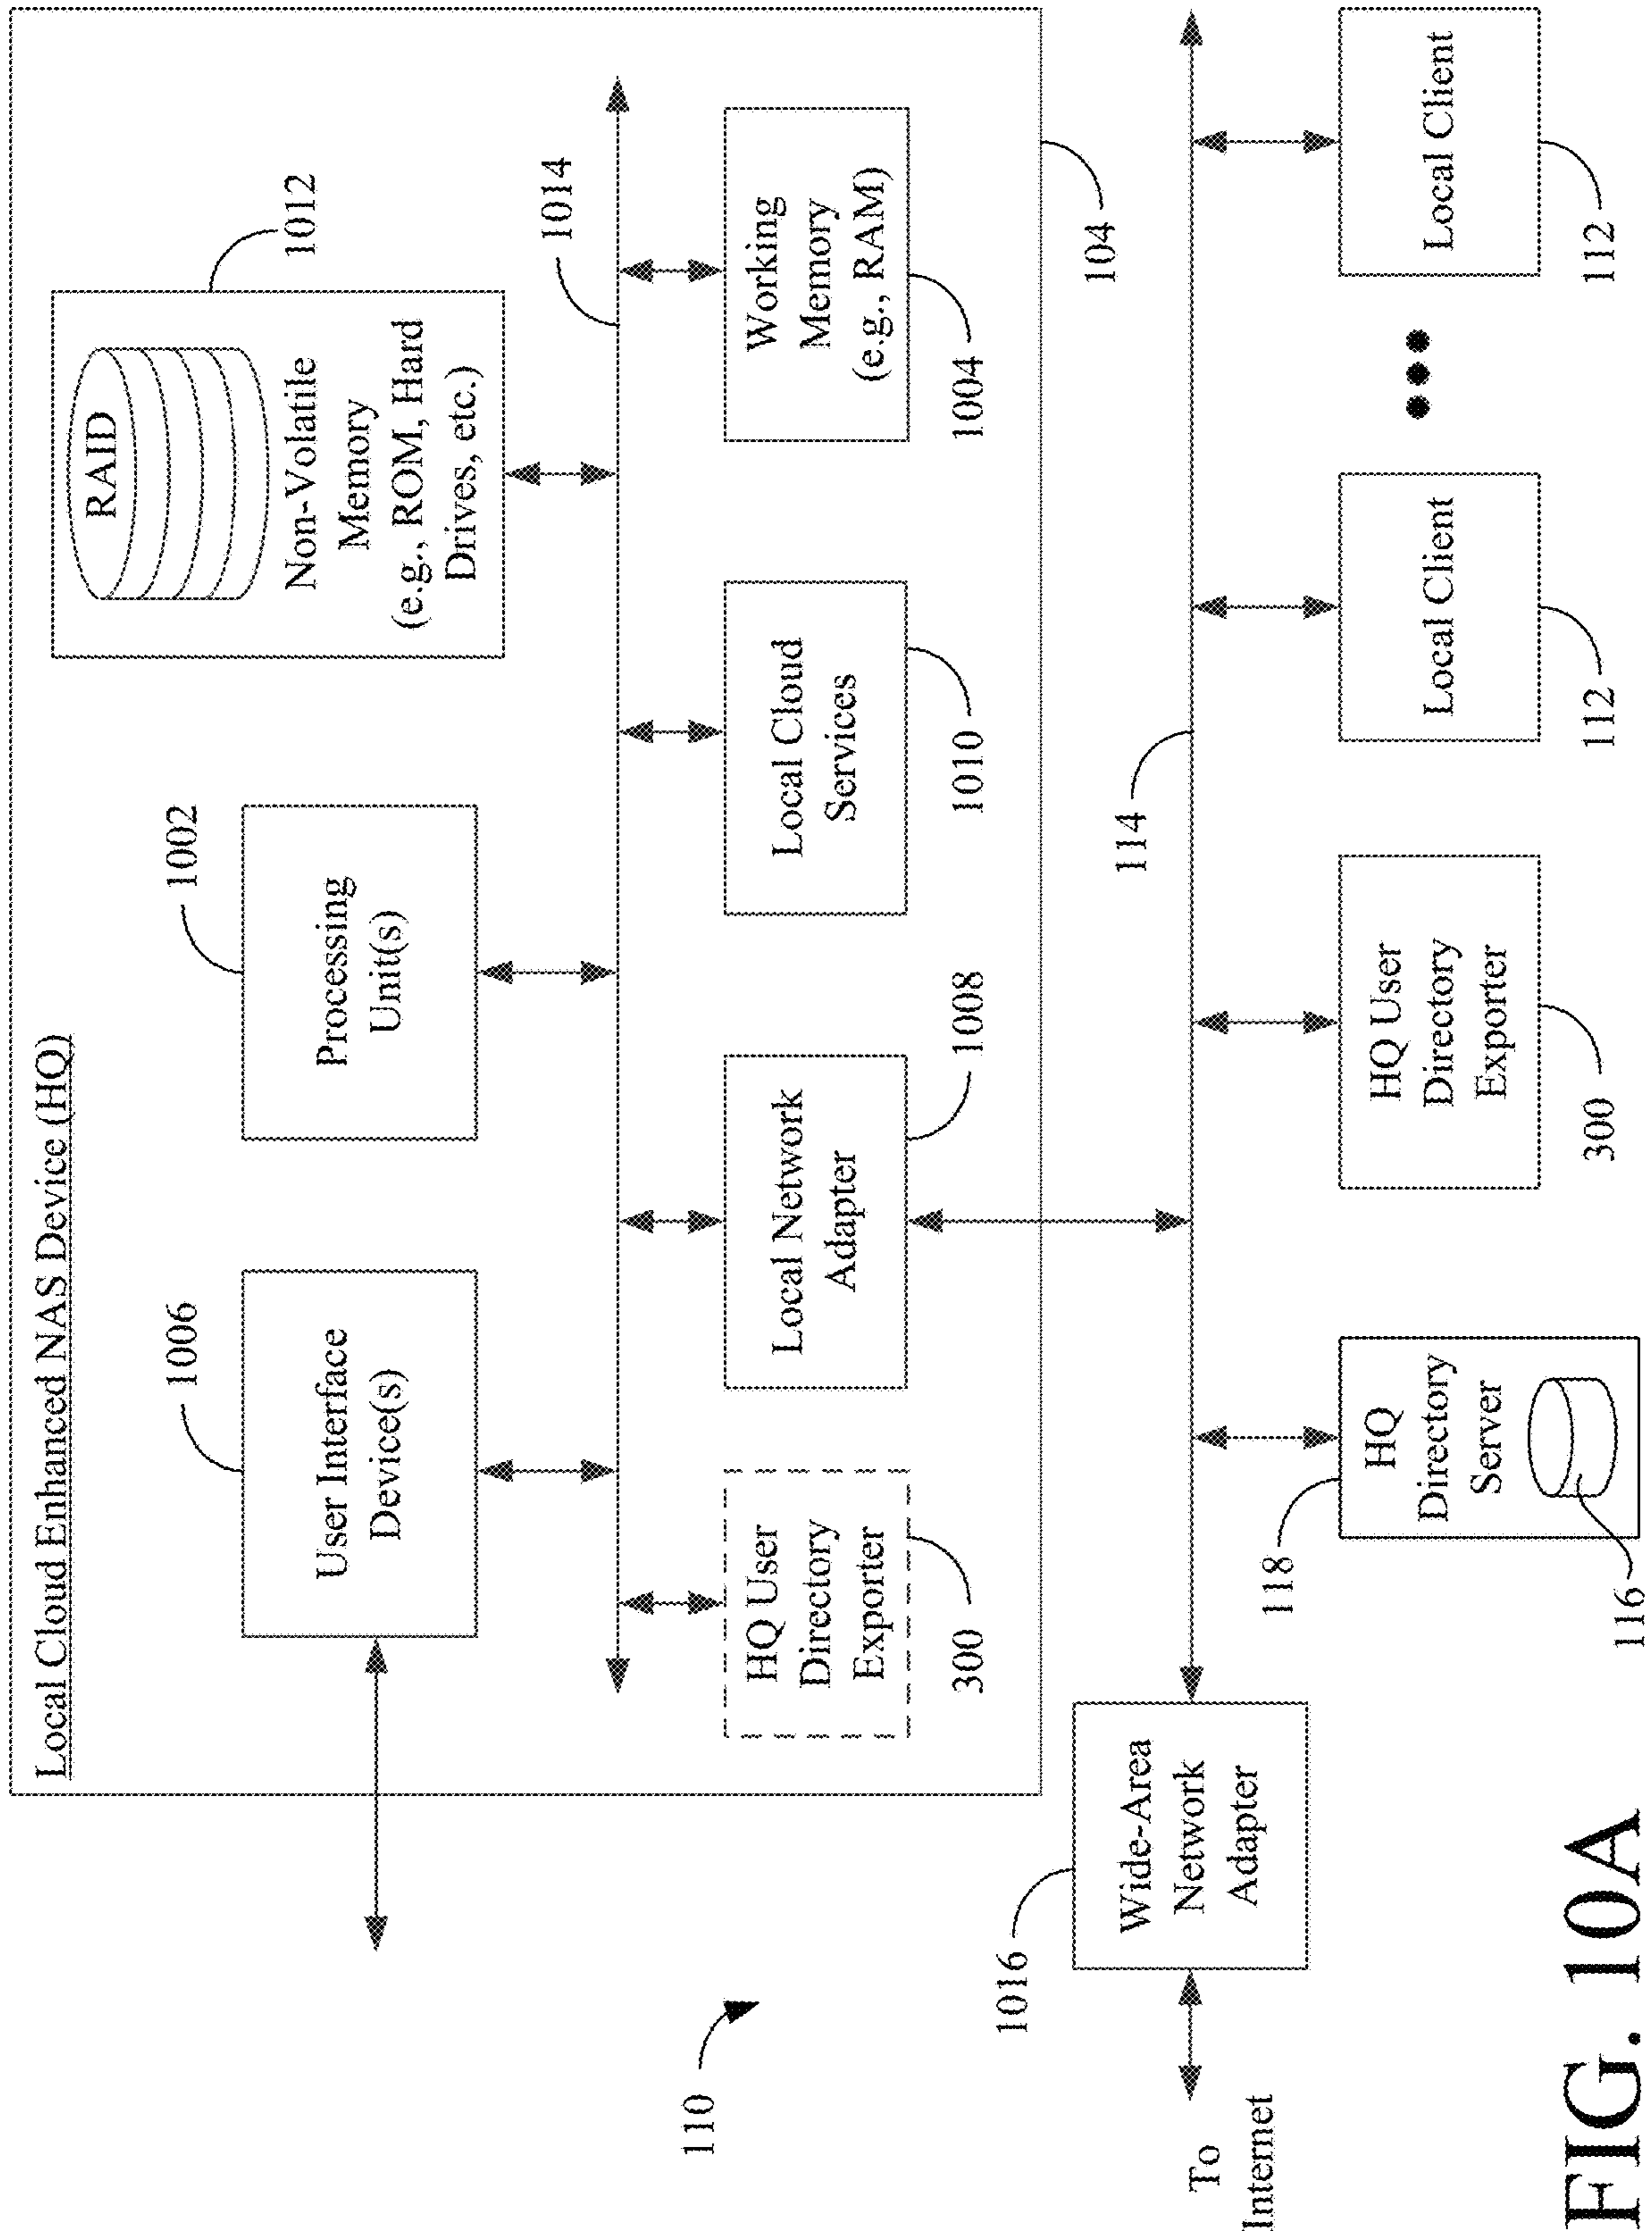 Local Cloud Enhanced NAS Device (HQ)
1006
User Interface
Device(s)
1002
Processing
Unit(s)
1012
RAID
Non-Volatile
Memory
(e.g., ROM, Hard
Drives, etc.)
1014
HQ User
Directory
Exporter
300
Local Network
Adapter
1008
Local Cloud
Services
1010
Working
Memory
(e.g., RAM)
1004
104
110
1016
Wide-Area
Network
Adapter
To
Internet
114
118
HQ
Directory
Server
116
HQ User
Directory
Exporter
300
Local Client
112
Local Client
112
FIG. 10A